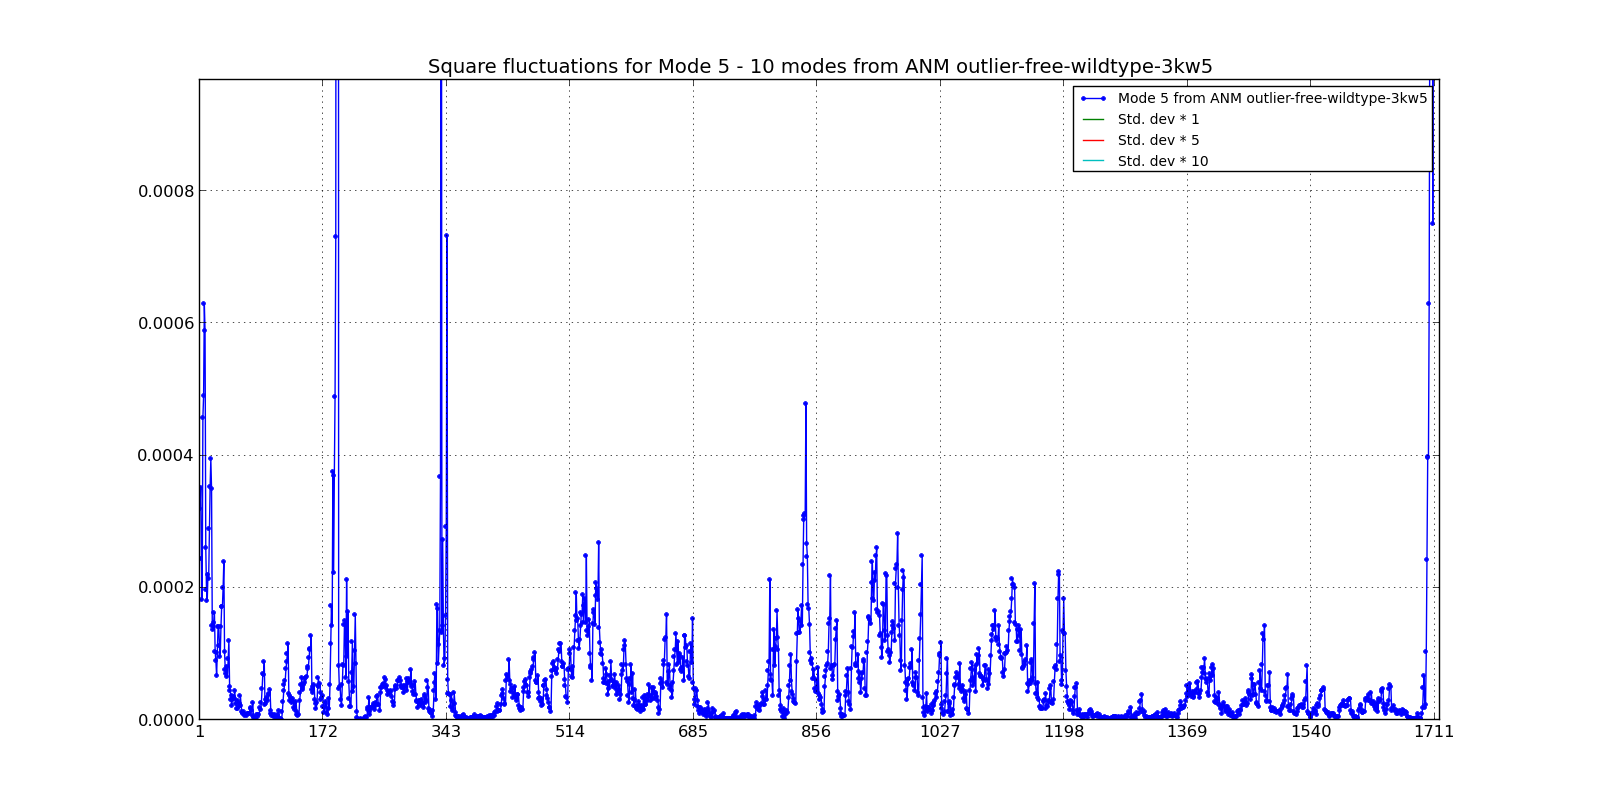 Square fluctuations for Mode 5 - 10 modes from ANM outlier-free-wildtype-3kw5
Mode 5 from ANM outlier-free-wildtype-3kw5
Std. dev * 1
Std. dev * 5
Std. dev * 10
0.0008
0.0006
0.0004
0.0002
0.0000
1 172 343 514 685 856 1027 1198 1369 1540 1711